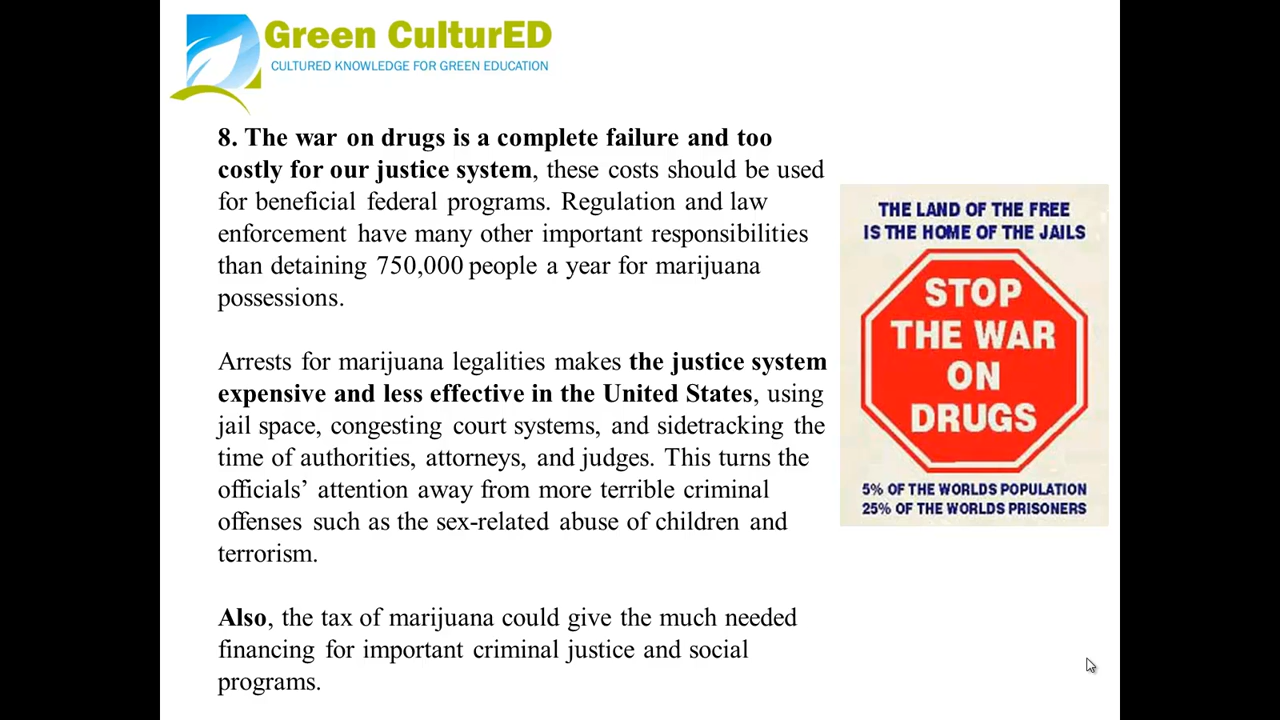 Green CulturED
CULTURED KNOWLEDGE FOR GREEN EDUCATION
8. The war on drugs is a complete failure and too
costly for our justice system, these costs should be used
for beneficial federal programs. Regulation and law
enforcement have many other important responsibilities
than detaining 750,000 people a year for marijuana
possessions.
Arrests for marijuana legalities makes the justice system
expensive and less effective in the United States, using
jail space, congesting court systems, and sidetracking the
time of authorities, attorneys, and judges. This turns the
officials’ attention away from more terrible criminal
offenses such as the sex-related abuse of children and
terrorism.
Also, the tax of marijuana could give the much needed
financing for important criminal justice and social
programs.
THE LAND OF THE FREE
IS THE HOME OF THE JAILS
STOP
THE WAR
ON
DRUGS
5% OF THE WORLDS POPULATION
25% OF THE WORLDS PRISONERS